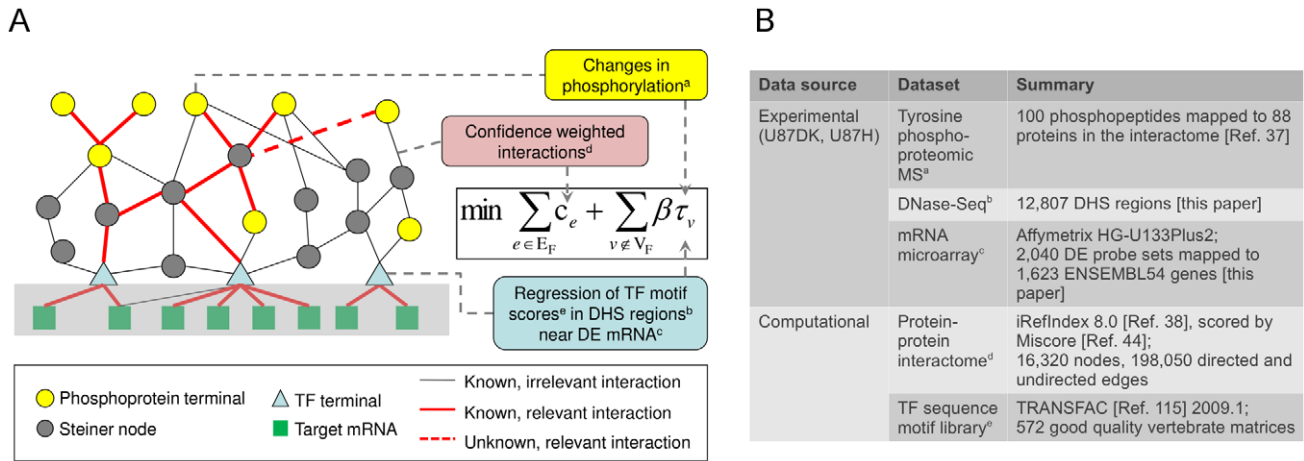 A
Changes in
phosphorylationᵃ
Confidence weighted
interactionsᵈ
min ∑ cₑ + ∑ βτᵥ
e ∈ E_F v ∉ V_F
Regression of TF motif
scoresᵉ in DHS regionsᵇ
near DE mRNAᶜ
Phosphoprotein terminal
Steiner node
TF terminal
Target mRNA
Known, irrelevant interaction
Known, relevant interaction
Unknown, relevant interaction
B
Data source Dataset Summary
Experimental
(U87DK, U87H)
Tyrosine
phospho-
proteomic
MSᵃ
100 phosphopeptides mapped to 88
proteins in the interactome [Ref. 37]
DNase-Seqᵇ
12,807 DHS regions [this paper]
mRNA
microarrayᶜ
Affymetrix HG-U133Plus2;
2,040 DE probe sets mapped to
1,623 ENSEMBL54 genes [this
paper]
Computational
Protein-
protein
interactomeᵈ
iRefIndex 8.0 [Ref. 38], scored by
Miscore [Ref. 44];
16,320 nodes, 198,050 directed and
undirected edges
TF sequence
motif libraryᵉ
TRANSFAC [Ref. 115] 2009.1;
572 good quality vertebrate matrices